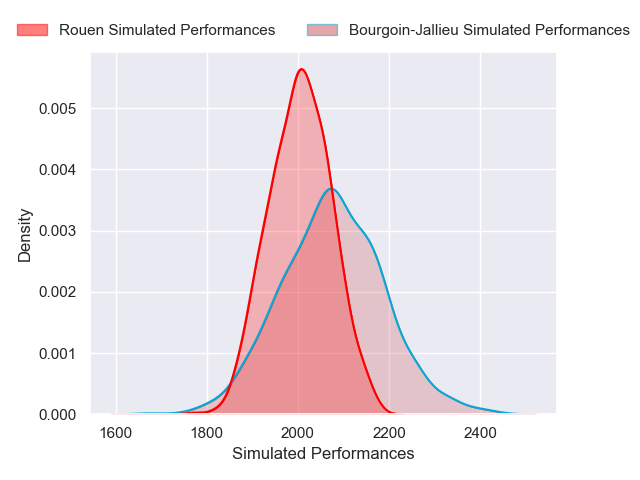 Rouen Simulated Performances
Bourgoin-Jallieu Simulated Performances
0.005
0.004
0.003
0.002
0.001
0.000
Density
1600
1800
2000
2200
2400
Simulated Performances